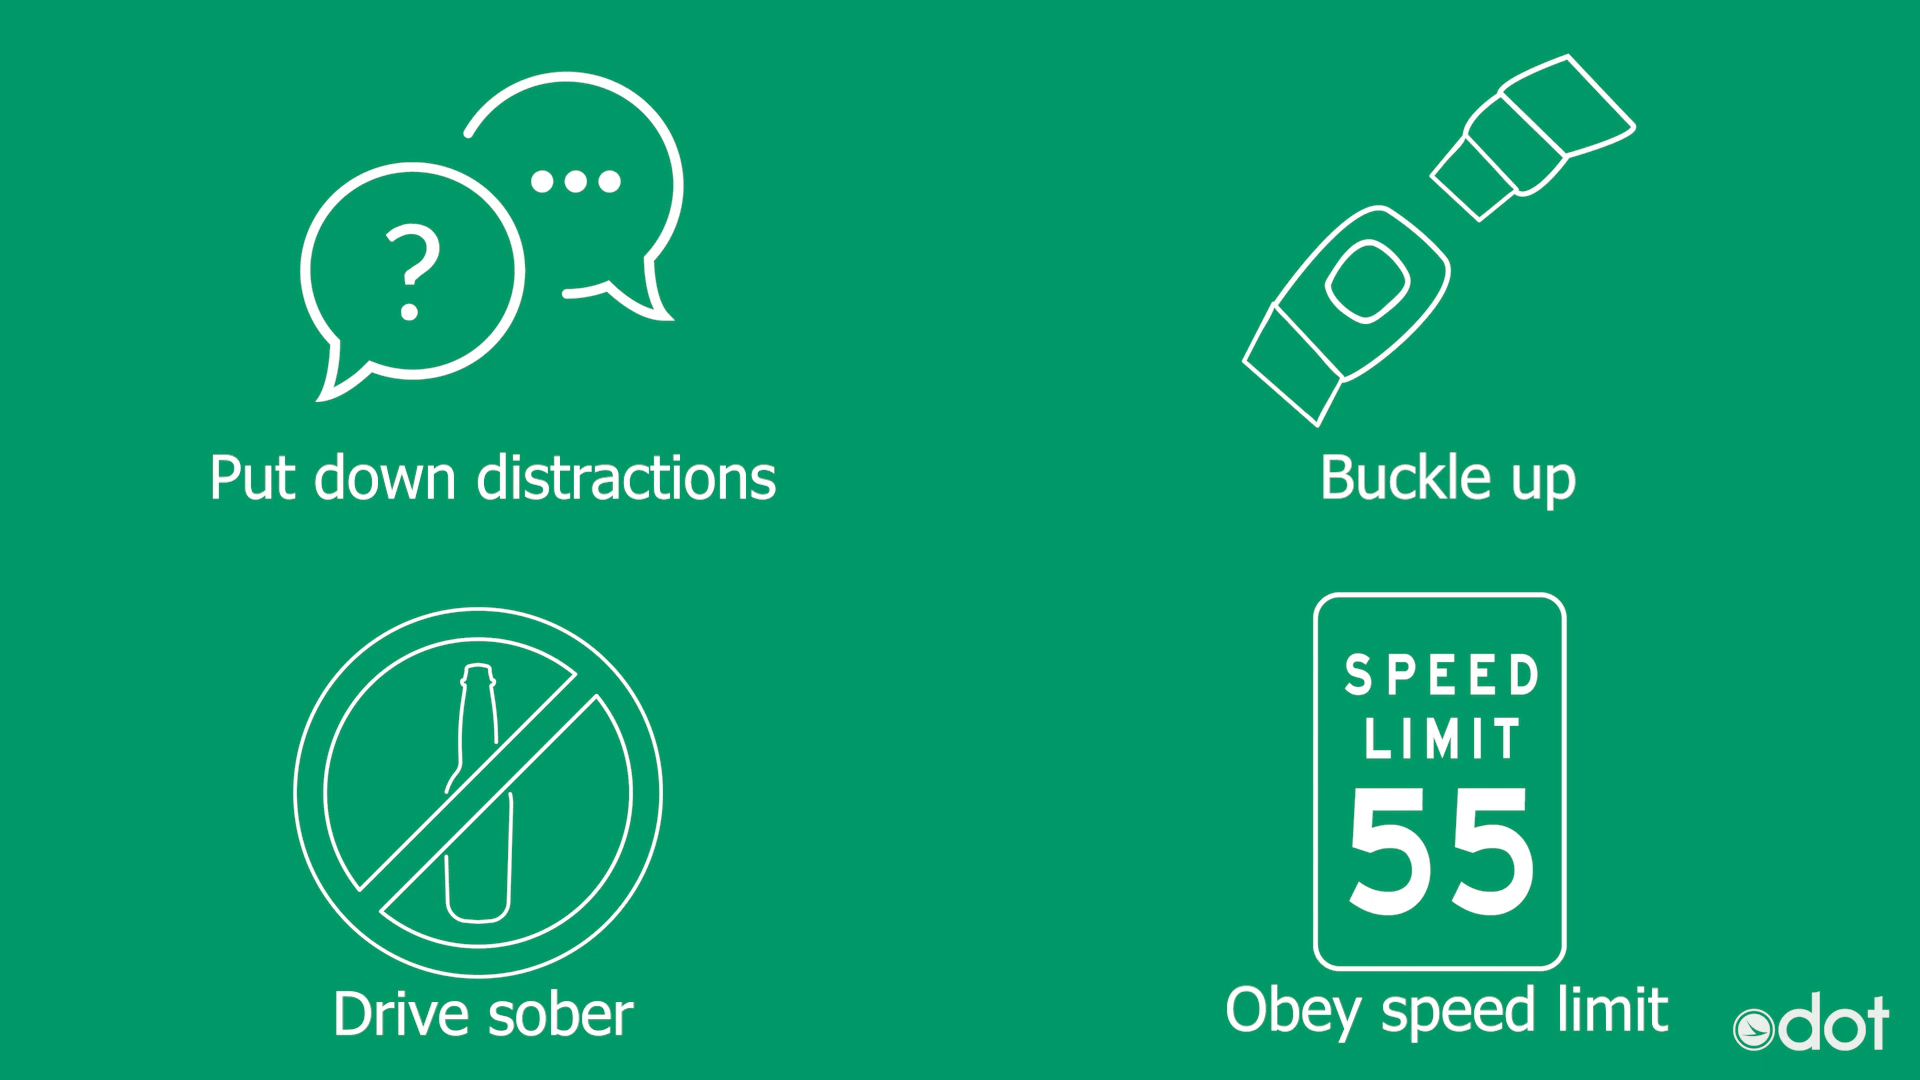 ?
Put down distractions
Buckle up
SPEED
LIMIT
55
Drive sober
Obey speed limit
odot